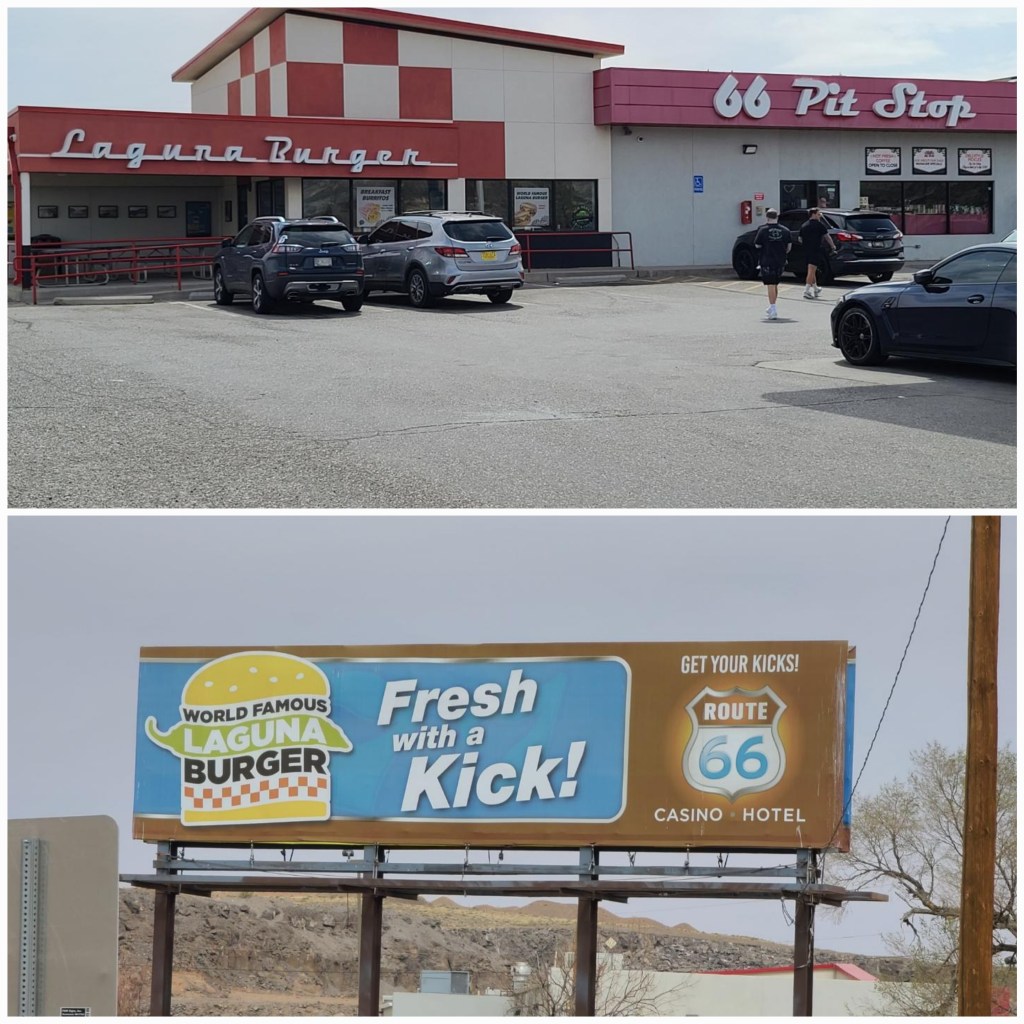 Laguna Burger
66 Pit Stop
BREAKFAST
BURRITOS
WORLD FAMOUS
LAGUNA BURGER
OPEN TO CLOSE
WORLD FAMOUS
LAGUNA
BURGER
Fresh
with a
Kick!
GET YOUR KICKS!
ROUTE
66
CASINO HOTEL